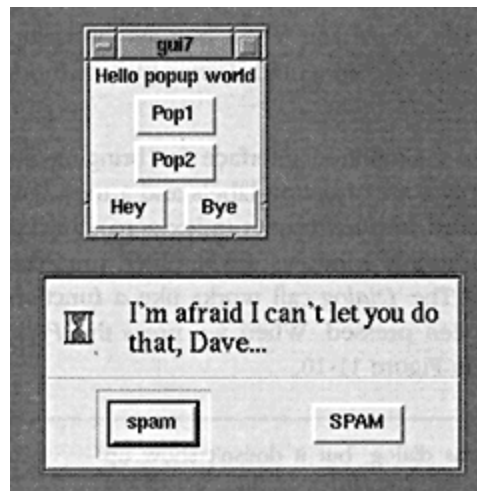 gui7
Hello popup world
Pop1
Pop2
Hey Bye
I'm afraid I can't let you do
that, Dave...
spam SPAM